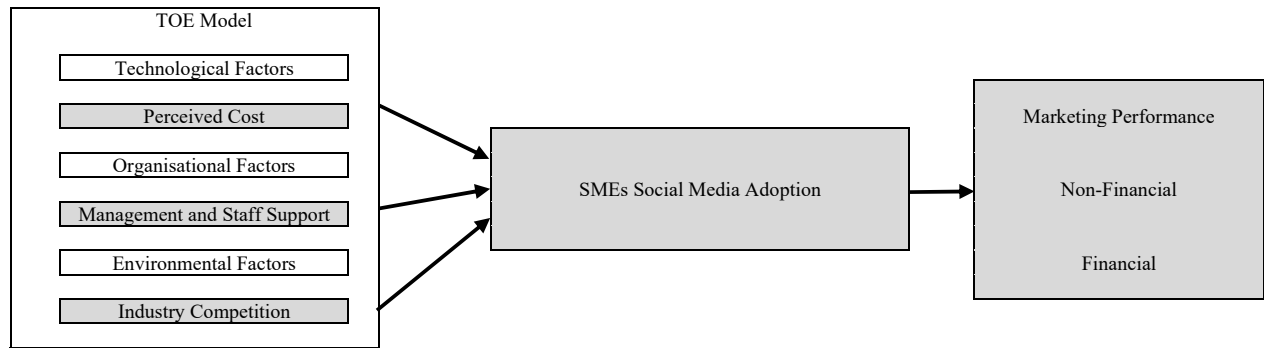 TOE Model
Technological Factors
Perceived Cost
Organisational Factors
Management and Staff Support
Environmental Factors
Industry Competition
SMEs Social Media Adoption
Marketing Performance
Non-Financial
Financial